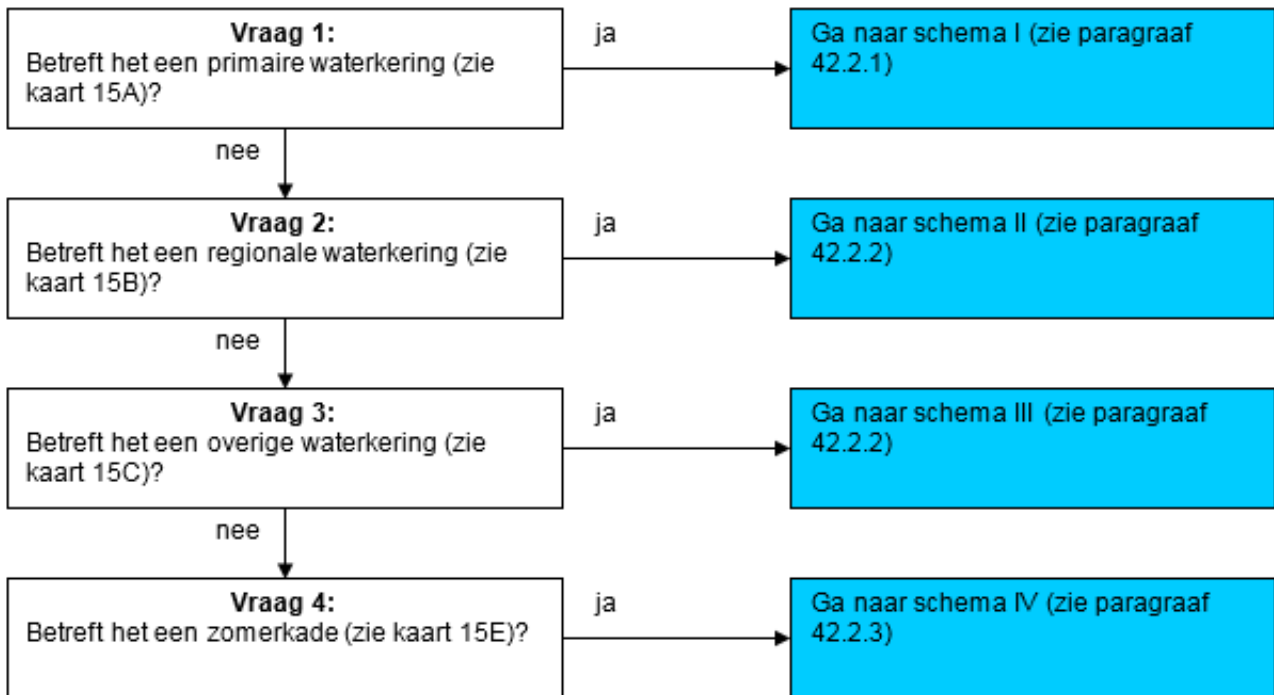 Vraag 1:
Betreft het een primaire waterkering (zie
kaart 15A)?
ja
Ga naar schema I (zie paragraaf
42.2.1)
nee
Vraag 2:
Betreft het een regionale waterkering (zie
kaart 15B)?
ja
Ga naar schema II (zie paragraaf
42.2.2)
nee
Vraag 3:
Betreft het een overige waterkering (zie
kaart 15C)?
ja
Ga naar schema III (zie paragraaf
42.2.2)
nee
Vraag 4:
Betreft het een zomerkade (zie kaart 15E)?
ja
Ga naar schema IV (zie paragraaf
42.2.3)